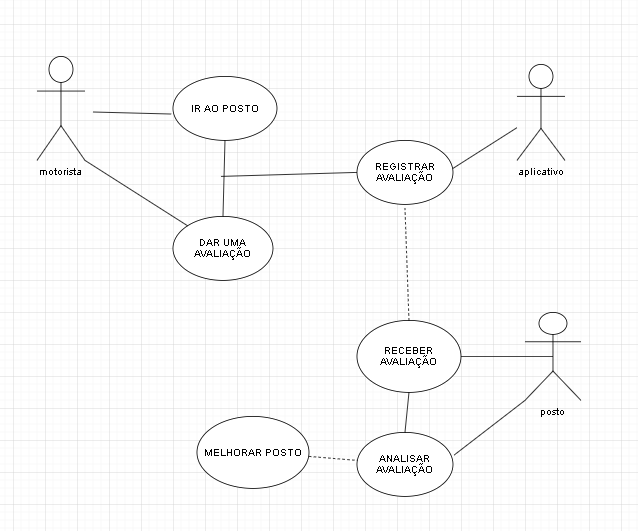 IR AO POSTO
motorista
REGISTRAR
AVALIAÇÃO
aplicativo
DAR UMA
AVALIAÇÃO
RECEBER
AVALIAÇÃO
posto
MELHORAR POSTO
ANALISAR
AVALIAÇÃO